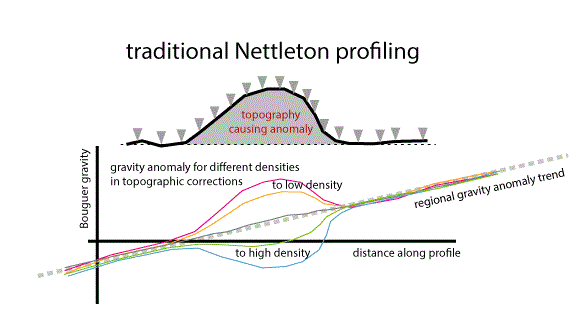 traditional Nettleton profiling
topography
causing anomaly
Bouguer gravity
gravity anomaly for different densities
in topographic corrections
to low density
regional gravity anomaly trend
to high density
distance along profile